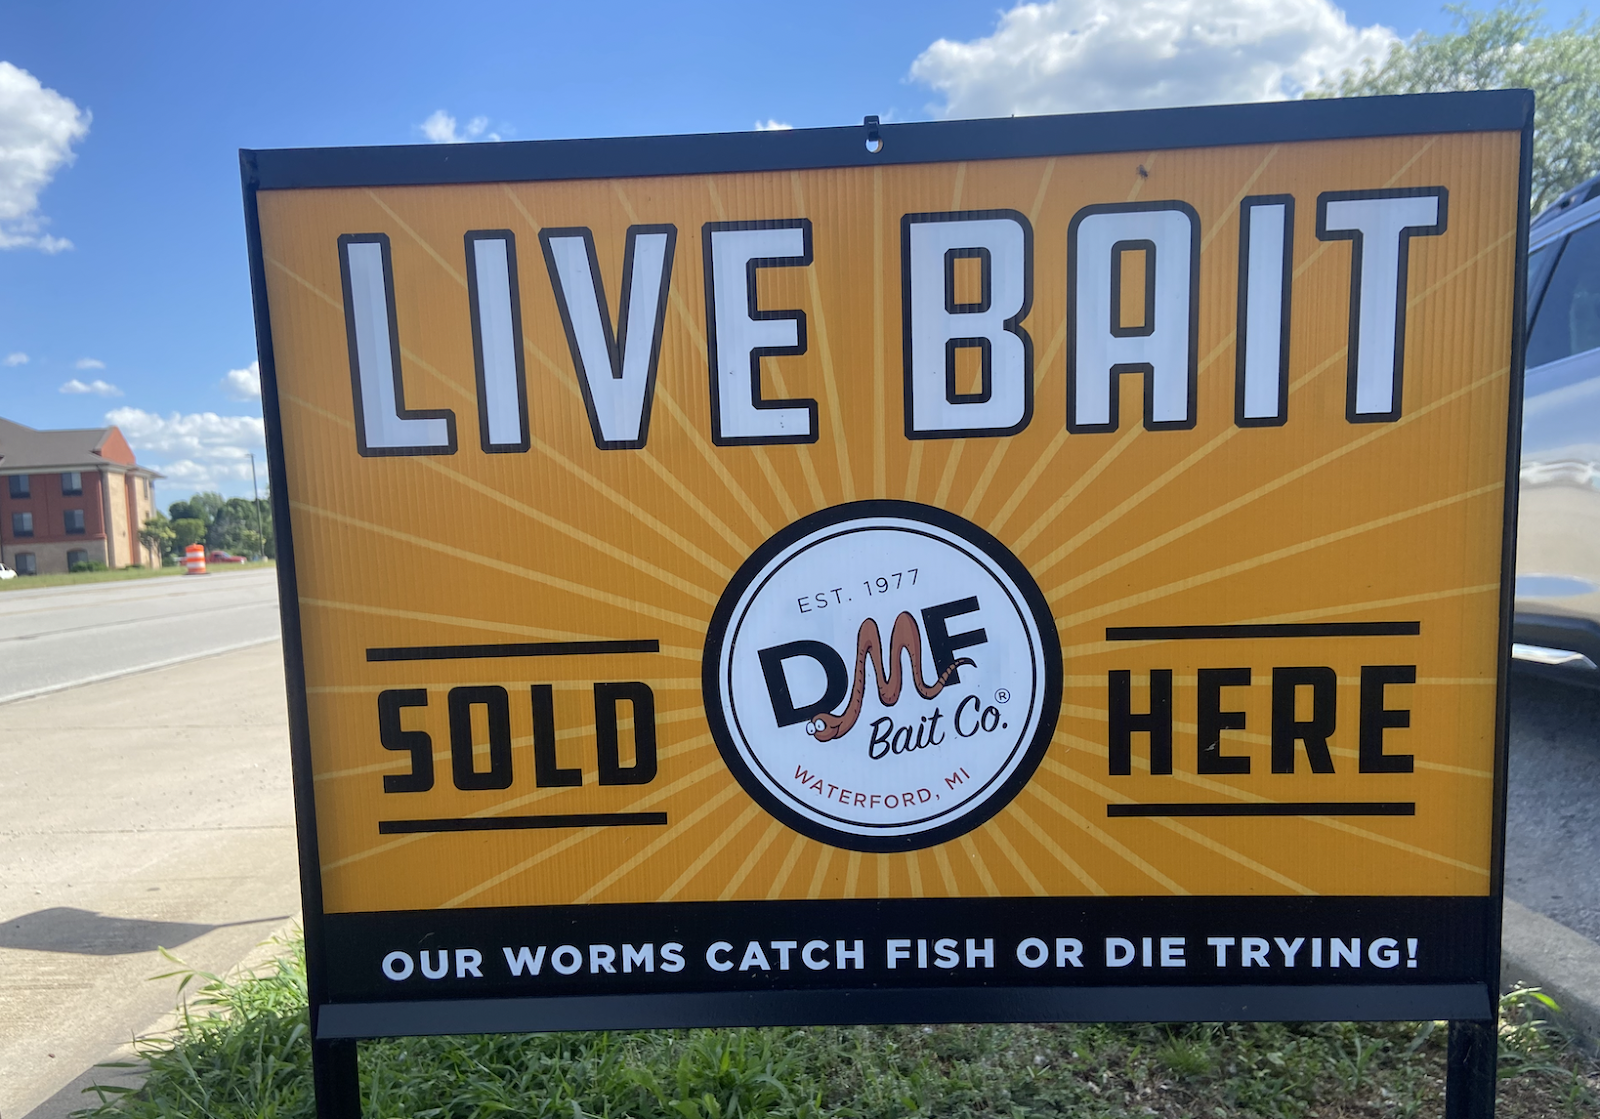 LIVE BAIT
EST. 1977
DMF
Bait Co.®
WATERFORD, MI
SOLD
HERE
OUR WORMS CATCH FISH OR DIE TRYING!